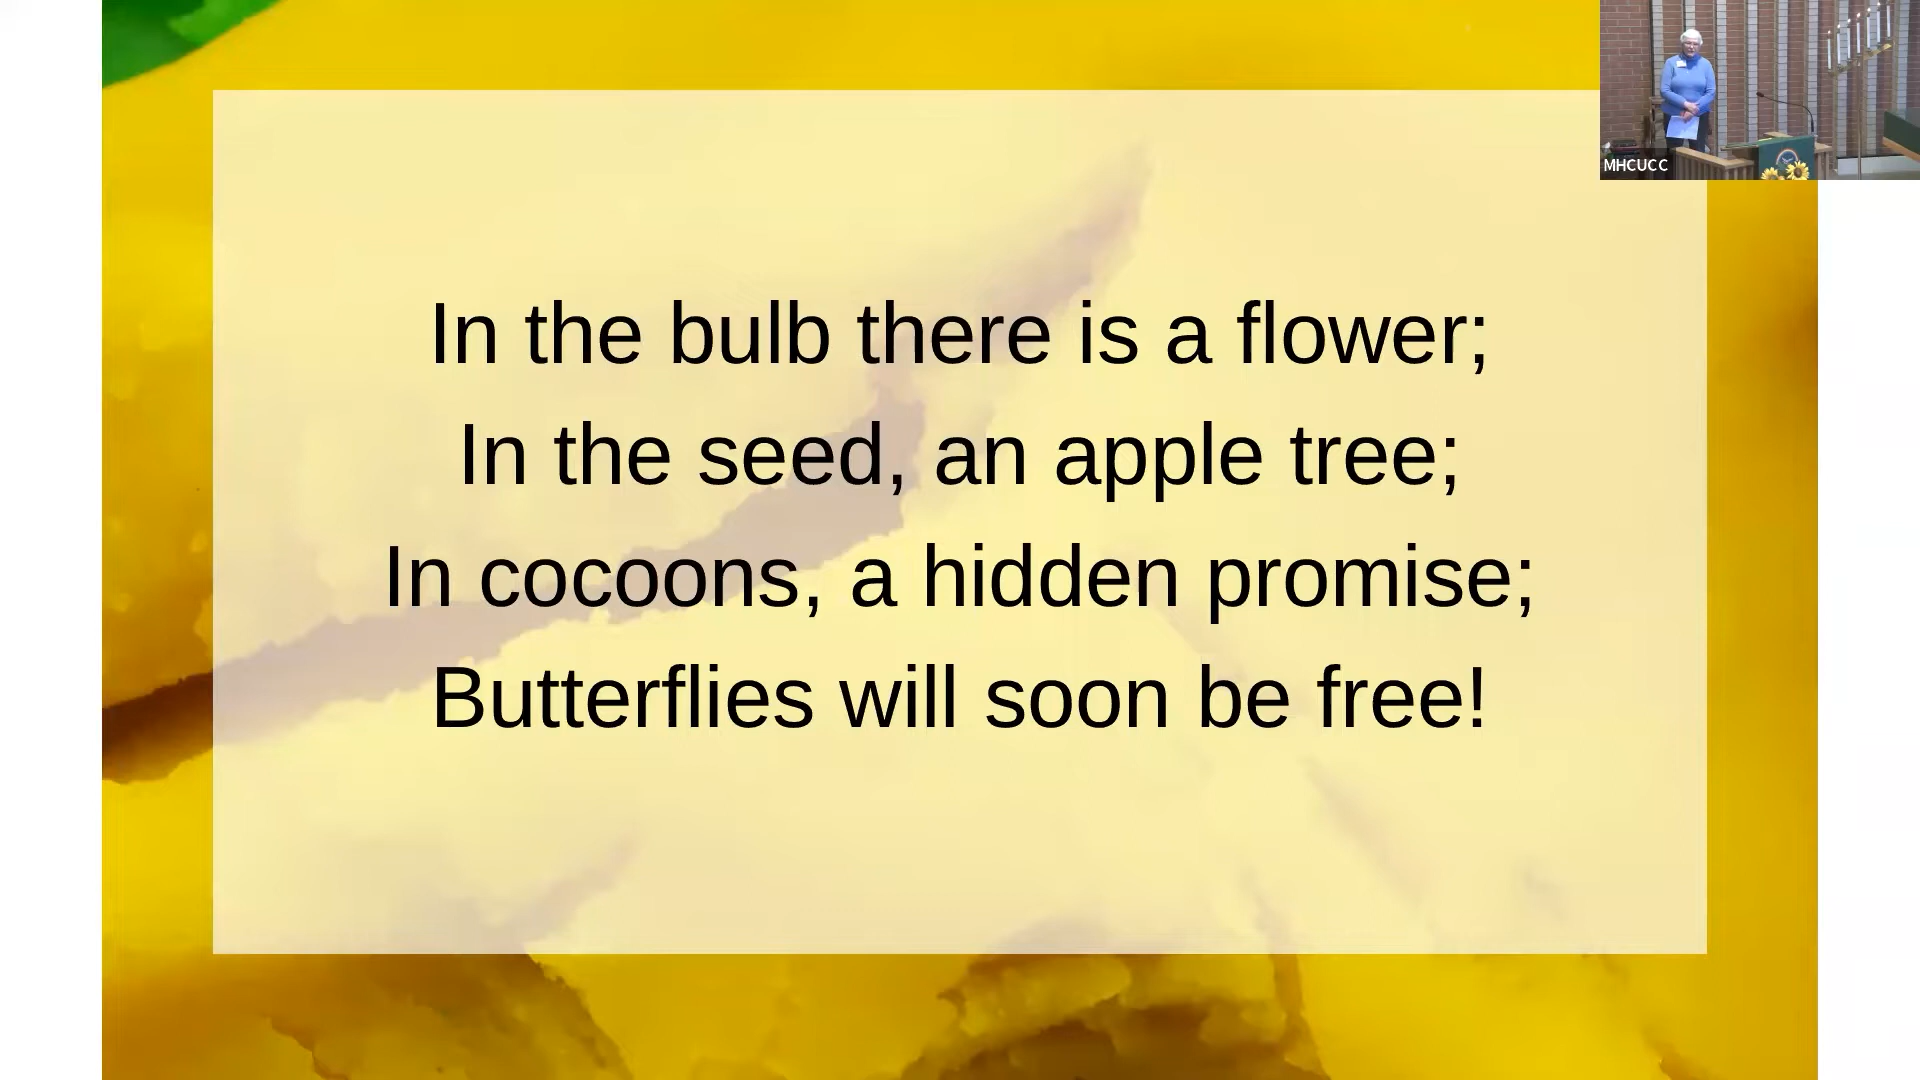 In the bulb there is a flower;
In the seed, an apple tree;
In cocoons, a hidden promise;
Butterflies will soon be free!
MHCUCC